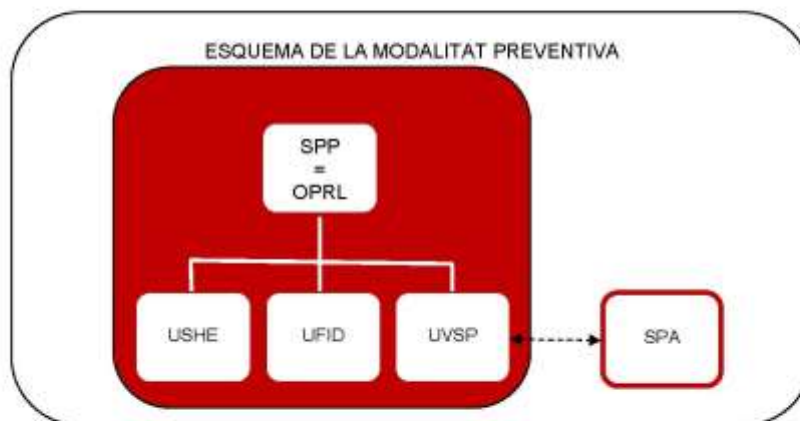 ESQUEMA DE LA MODALITAT PREVENTIVA
SPP
=
OPRL
USHE
UFID
UVSP
SPA